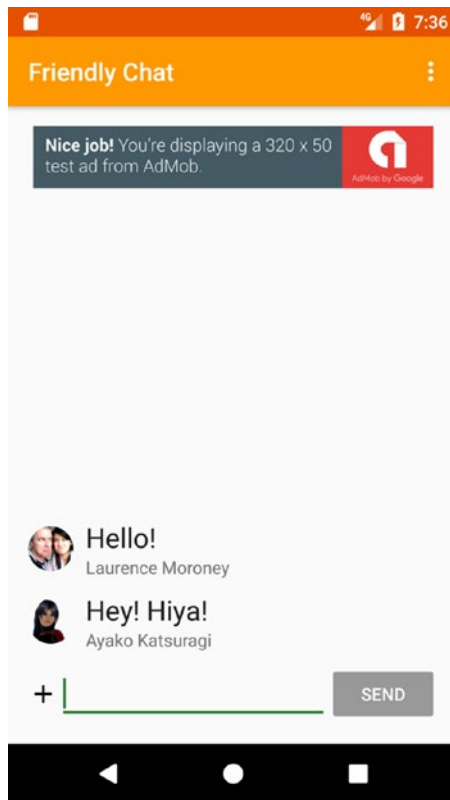 4G 7:36
Friendly Chat
Nice job! You're displaying a 320 x 50
test ad from AdMob.
AdMob by Google
Hello!
Laurence Moroney
Hey! Hiya!
Ayako Katsuragi
+ SEND